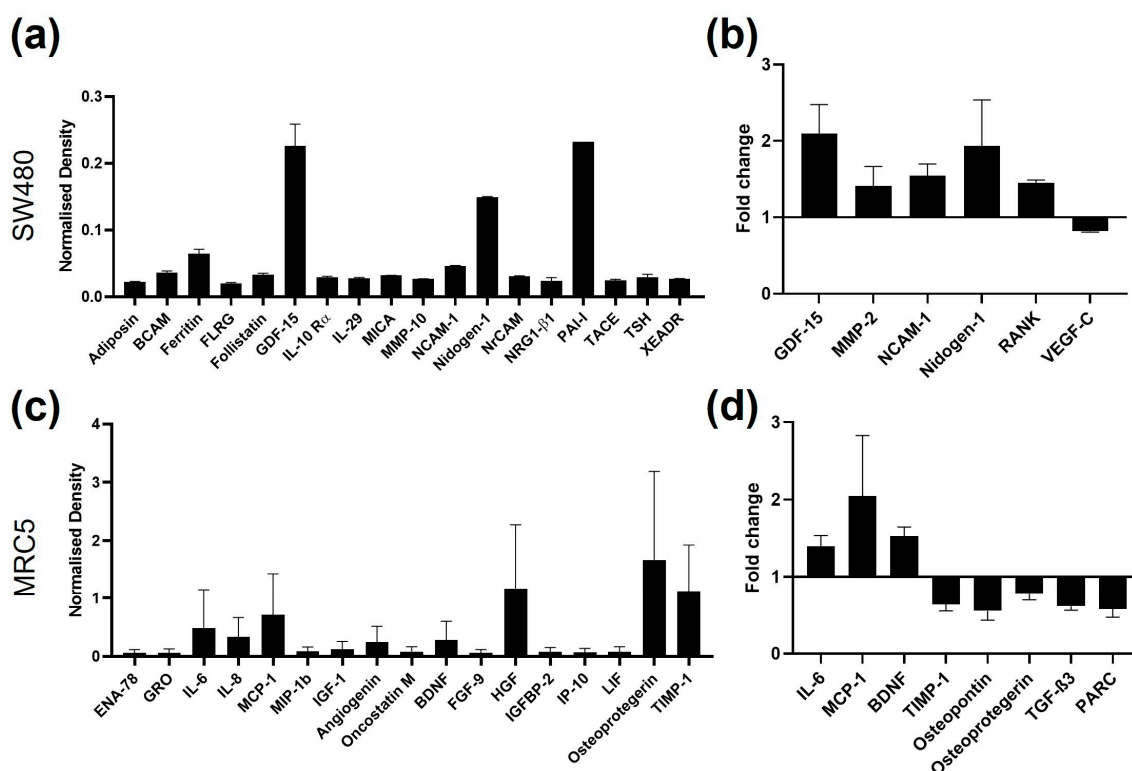 (a)
SW480
Normalised Density
0.3
0.2
0.1
0.0
Adiposin
BCAM
Ferritin
FLRG
Follistatin
GDF-15
IL-10 Rα
IL-29
MICA
MMP-10
NCAM-1
Nidogen-1
NrCAM
NRG1-β1
PAI-I
TACE
TSH
XEADR
(b)
Fold change
3
2
1
0
GDF-15
MMP-2
NCAM-1
Nidogen-1
RANK
VEGF-C
(c)
MRC5
Normalised Density
4
3
2
1
0
ENA-78
GRO
IL-6
IL-8
MCP-1
MIP-1b
IGF-1
Angiogenin
Oncostatin M
BDNF
FGF-9
HGF
IGFBP-2
IP-10
LIF
Osteoprotegerin
TIMP-1
(d)
Fold change
3
2
1
0
IL-6
MCP-1
BDNF
TIMP-1
Osteopontin
Osteoprotegerin
TGF-ß3
PARC